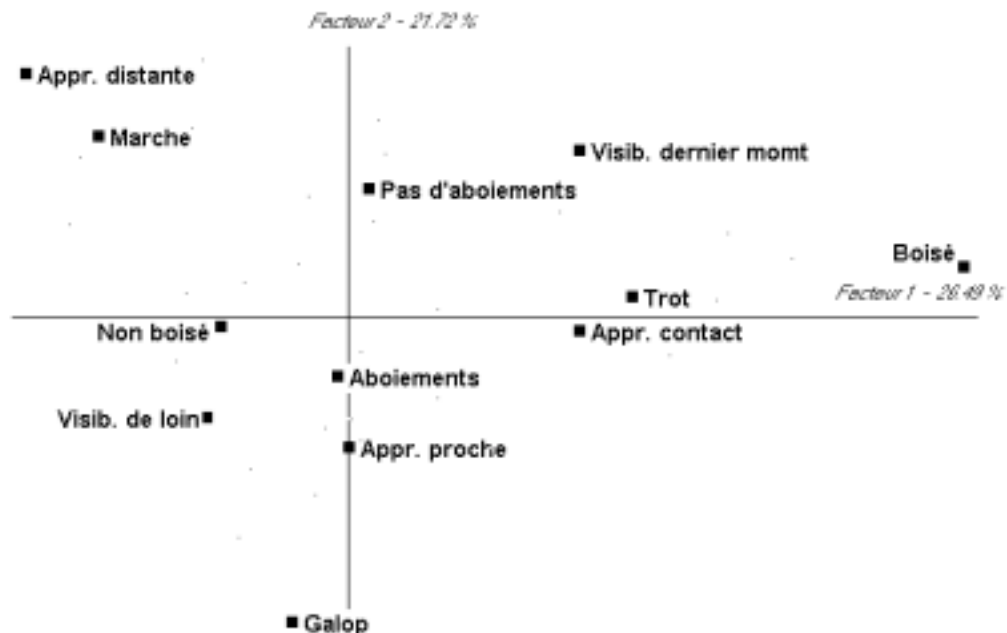 Facteur 2 - 21.72 %
Appr. distante
Marche
Visib. dernier momt
Pas d'aboiements
Boisé
Facteur 1 - 26.49 %
Trot
Non boisé
Appr. contact
Aboiements
Visib. de loin
Appr. proche
Galop